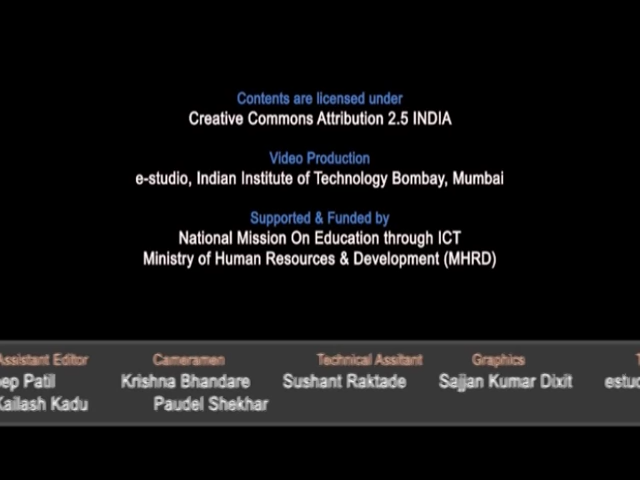 Contents are licensed under
Creative Commons Attribution 2.5 INDIA
Video Production
e-studio, Indian Institute of Technology Bombay, Mumbai
Supported & Funded by
National Mission On Education through ICT
Ministry of Human Resources & Development (MHRD)
Assistant Editor Cameramen Technical Assitant Graphics
Patil Krishna Bhandare Sushant Raktade Sajjan Kumar Dixit
Kailash Kadu Paudel Shekhar